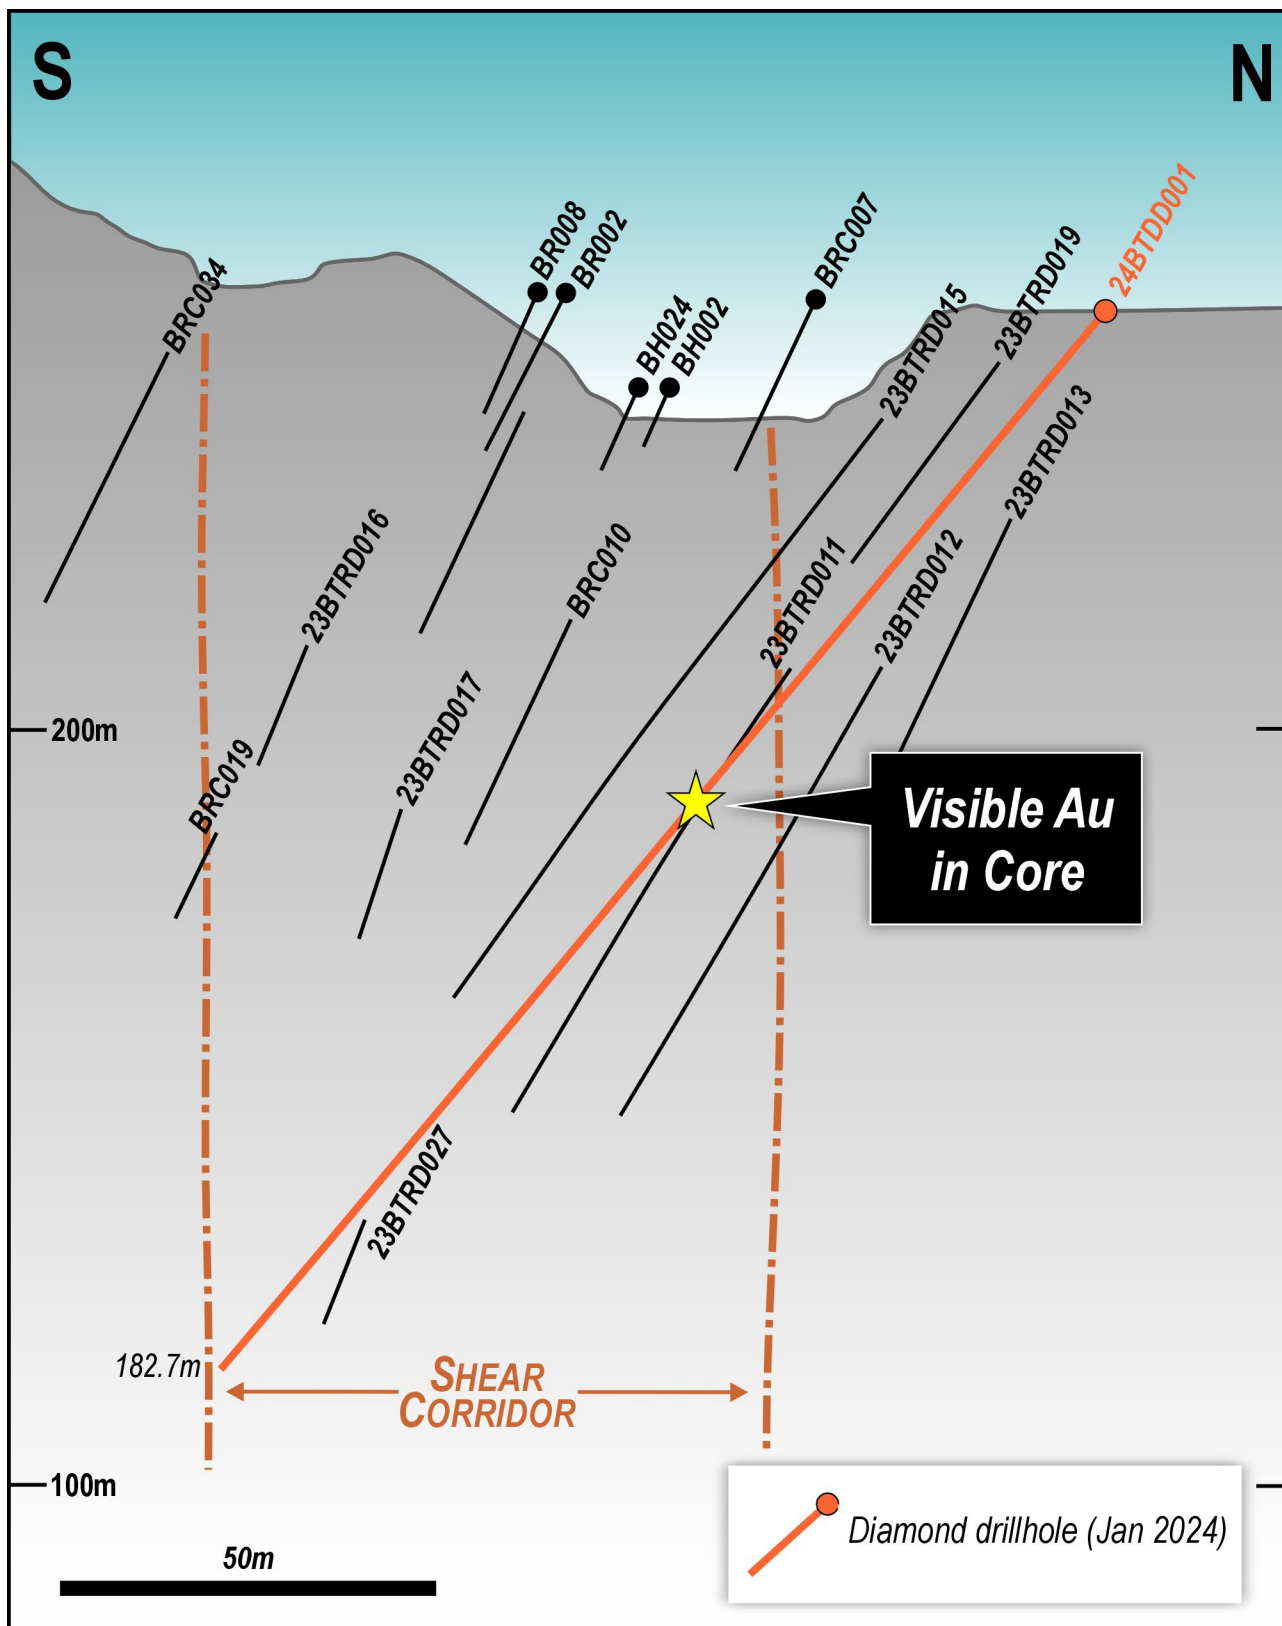 S
N
24BTDD001
BR008
BR002
BRC007
23BTRD019
BRC034
23BTRD015
BH024
BH002
23BTRD013
23BTRD016
BRC010
23BTRD011
23BTRD012
23BTRD017
200m
BRC019
Visible Au
in Core
23BTRD027
182.7m
SHEAR
CORRIDOR
100m
Diamond drillhole (Jan 2024)
50m